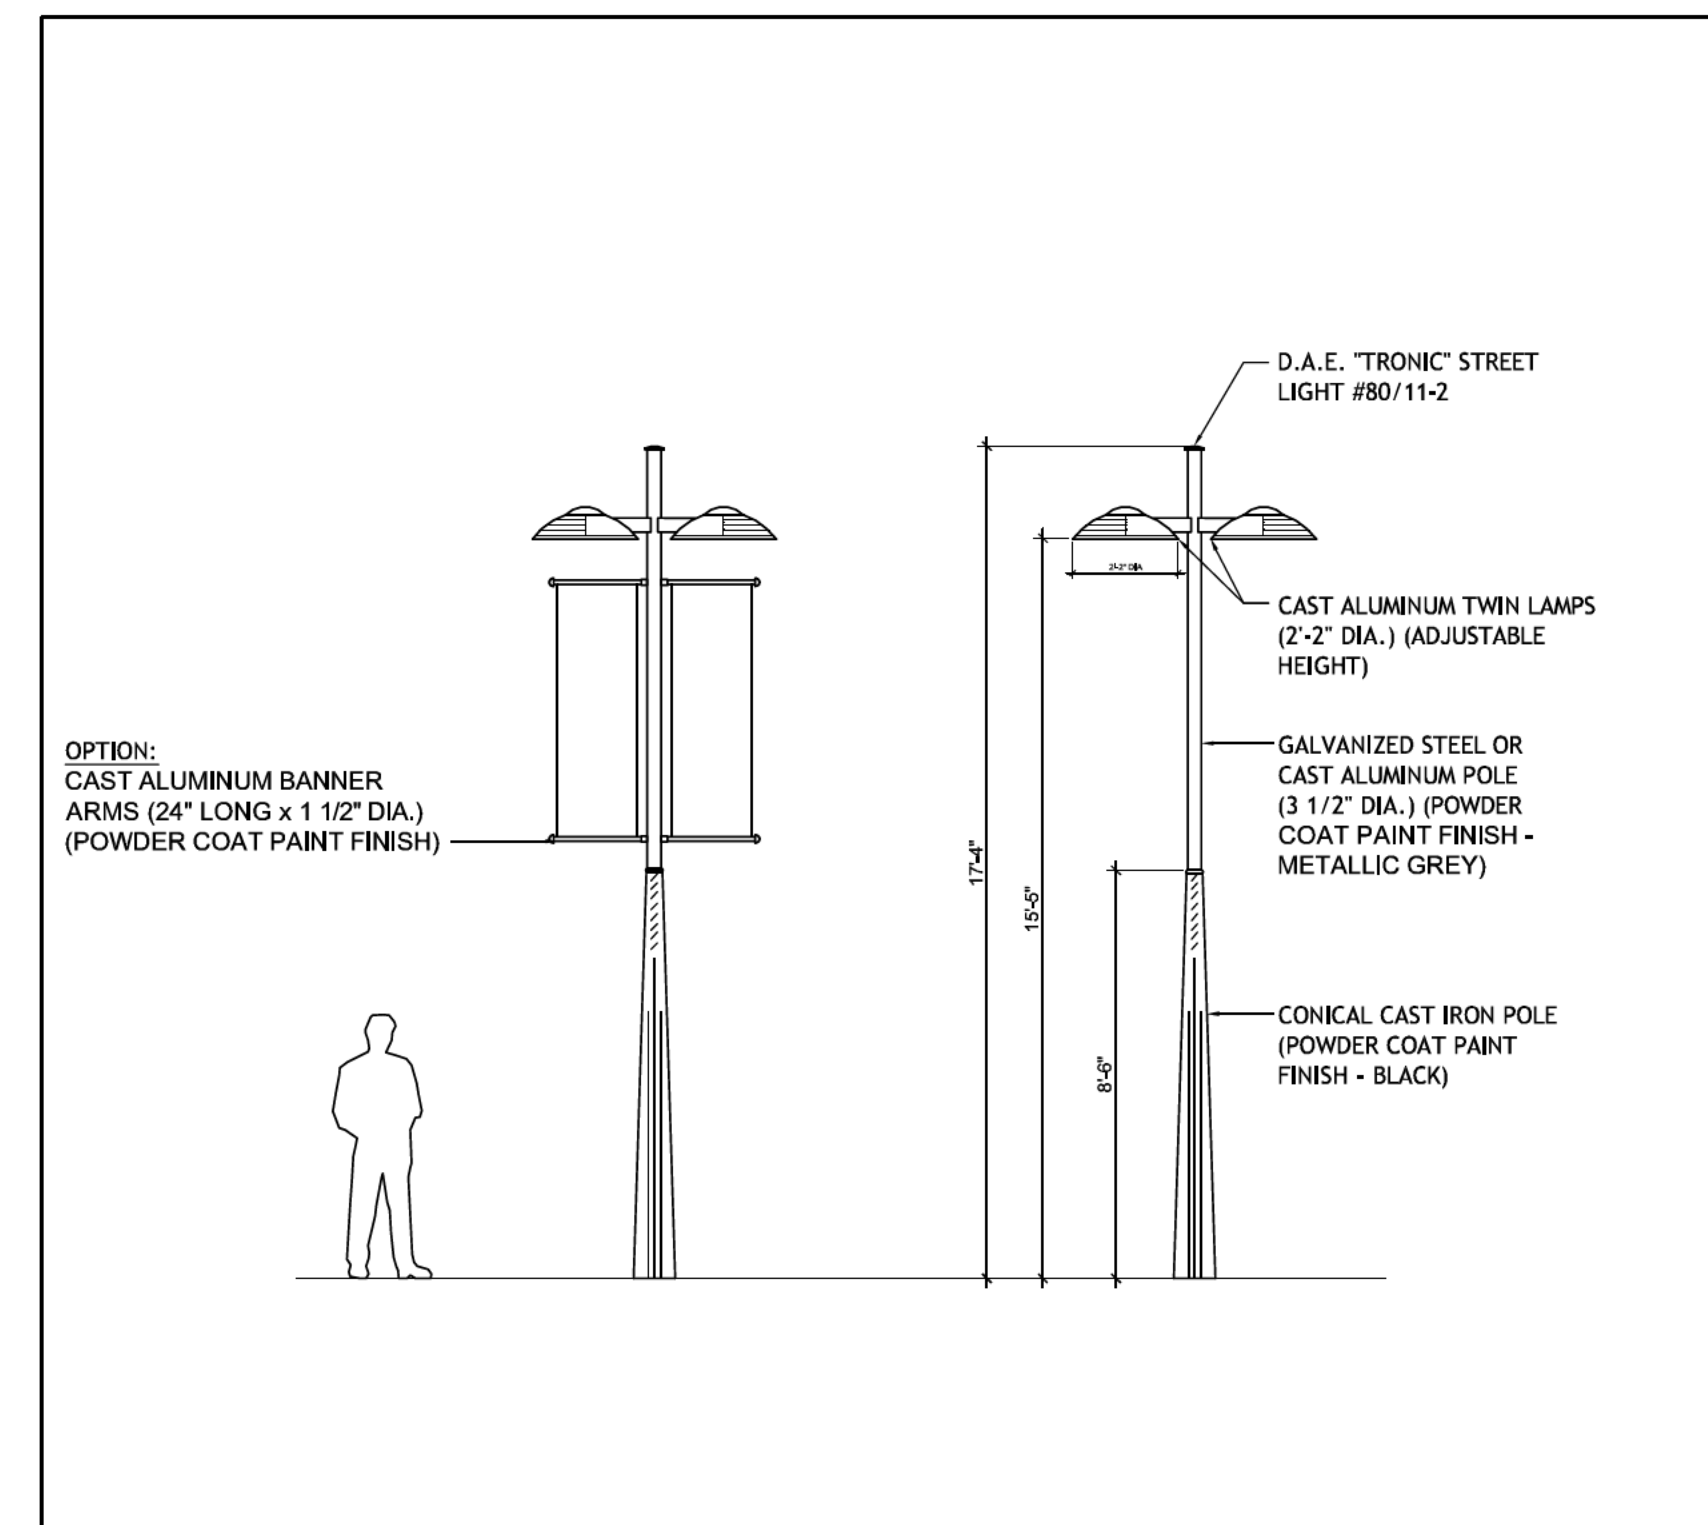 D.A.E. "TRONIC" STREET
LIGHT #80/11-2
2'-2" DIA.
CAST ALUMINUM TWIN LAMPS
(2'-2" DIA.) (ADJUSTABLE
HEIGHT)
OPTION:
CAST ALUMINUM BANNER
ARMS (24" LONG x 1 1/2" DIA.)
(POWDER COAT PAINT FINISH)
GALVANIZED STEEL OR
CAST ALUMINUM POLE
(3 1/2" DIA.) (POWDER
COAT PAINT FINISH -
METALLIC GREY)
17'-4"
15'-5"
8'-6"
CONICAL CAST IRON POLE
(POWDER COAT PAINT
FINISH - BLACK)